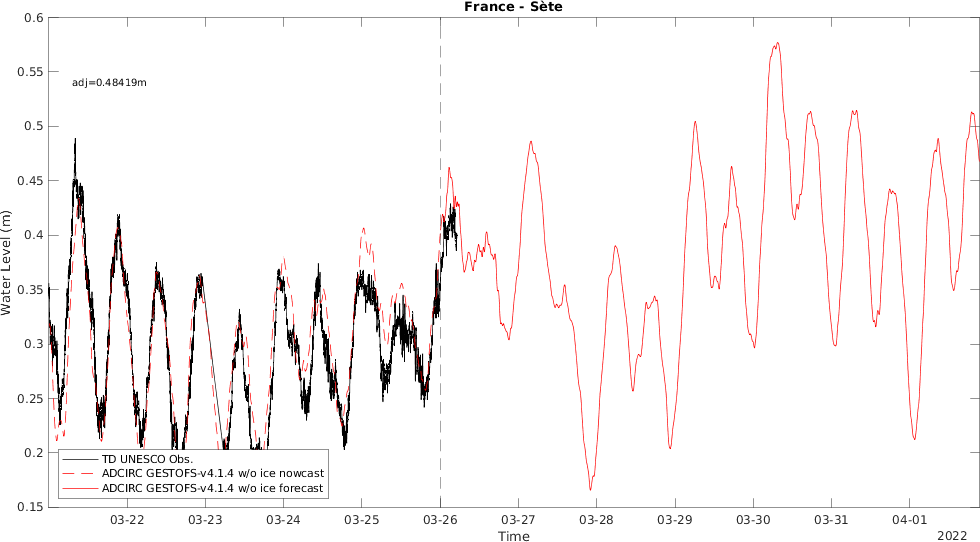 France - Sète
adj=0.48419m
Water Level (m)
0.6
0.55
0.5
0.45
0.4
0.35
0.3
0.25
0.2
0.15
TD UNESCO Obs.
ADCIRC GESTOFS-v4.1.4 w/o ice nowcast
ADCIRC GESTOFS-v4.1.4 w/o ice forecast
03-22 03-23 03-24 03-25 03-26 03-27 03-28 03-29 03-30 03-31 04-01
Time
2022